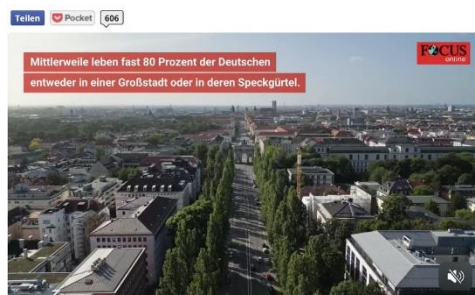 Teilen Pocket 606
FOCUS
online
Mittlerweile leben fast 80 Prozent der Deutschen
entweder in einer Großstadt oder in deren Speckgürtel.